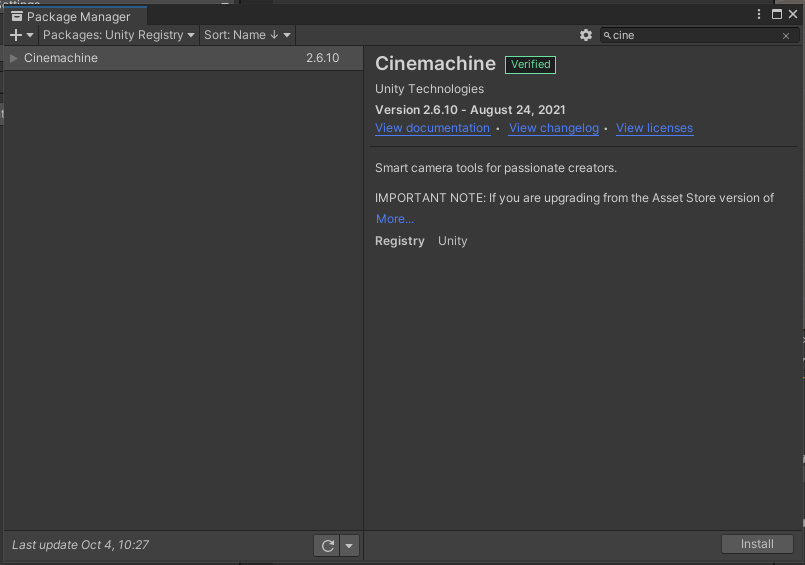 Package Manager
Packages: Unity Registry
Sort: Name ↓
cine
Cinemachine 2.6.10
Cinemachine Verified
Unity Technologies
Version 2.6.10 - August 24, 2021
View documentation • View changelog • View licenses
Smart camera tools for passionate creators.
IMPORTANT NOTE: If you are upgrading from the Asset Store version of
More...
Registry Unity
Last update Oct 4, 10:27
Install